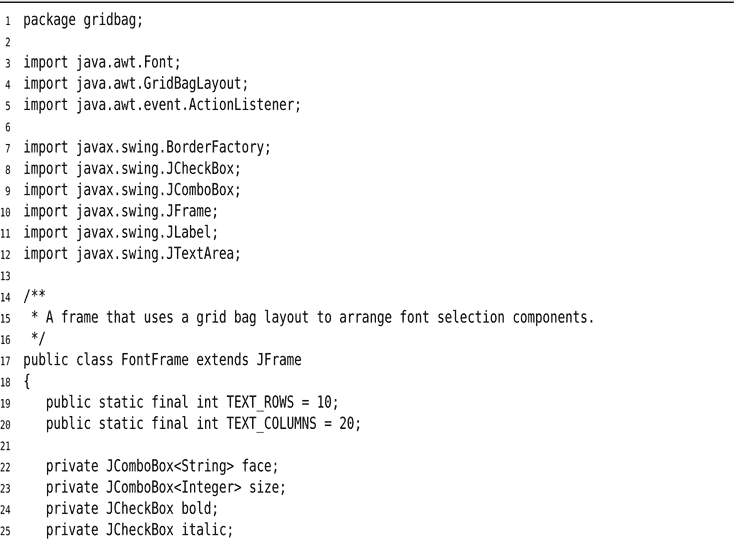 1 package gridbag;
2
3 import java.awt.Font;
4 import java.awt.GridBagLayout;
5 import java.awt.event.ActionListener;
6
7 import javax.swing.BorderFactory;
8 import javax.swing.JCheckBox;
9 import javax.swing.JComboBox;
10 import javax.swing.JFrame;
11 import javax.swing.JLabel;
12 import javax.swing.JTextArea;
13
14 /**
15  * A frame that uses a grid bag layout to arrange font selection components.
16  */
17 public class FontFrame extends JFrame
18 {
19    public static final int TEXT_ROWS = 10;
20    public static final int TEXT_COLUMNS = 20;
21
22    private JComboBox<String> face;
23    private JComboBox<Integer> size;
24    private JCheckBox bold;
25    private JCheckBox italic;